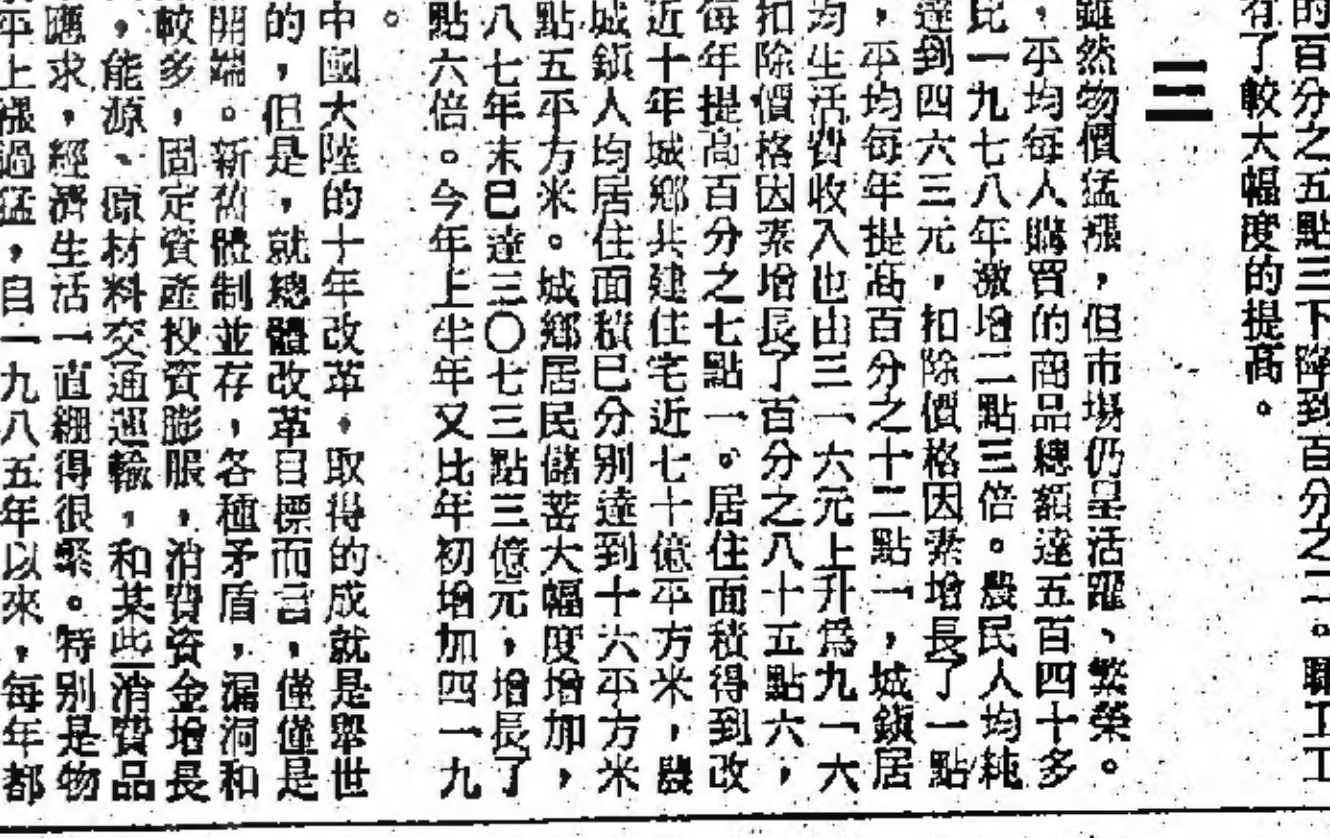 的百分之五點三下降到百分之二。職工工
有了較大幅度的提高。
三
雖然物價猛漲，但市場仍呈活躍、繁榮。
，平均每人購買的商品總額達五百四十多
比一九七八年激增二點三倍。農民人均純
達到四六三元，扣除價格因素增長了一點
，平均每年提高百分之十二點一，城鎮居
均生活費收入也由三一六元上升爲九一六
扣除價格因素增長了百分之八十五點六，
每年提高百分之七點一。居住面積得到改
近十年城鄉共建住宅近七十億平方米，農
城鎮人均居住面積已分别達到十六平方米
點五平方米。城鄉居民儲蓄大幅度增加，
八七年末已達三〇七三點三億元，增長了
點六倍。今年上半年又比年初增加四一九
。
中國大陸的十年改革，取得的成就是舉世
的，但是，就總體改革目標而言，僅僅是
開端。新舊體制並存，各種矛盾，漏洞和
較多，固定資產投資膨服，消費資金增長
，能源、原材料交通運輸，和某些消費品
應求，經濟生活一直綳得很緊。特别是物
平上漲過猛，自一九八五年以來，每年都